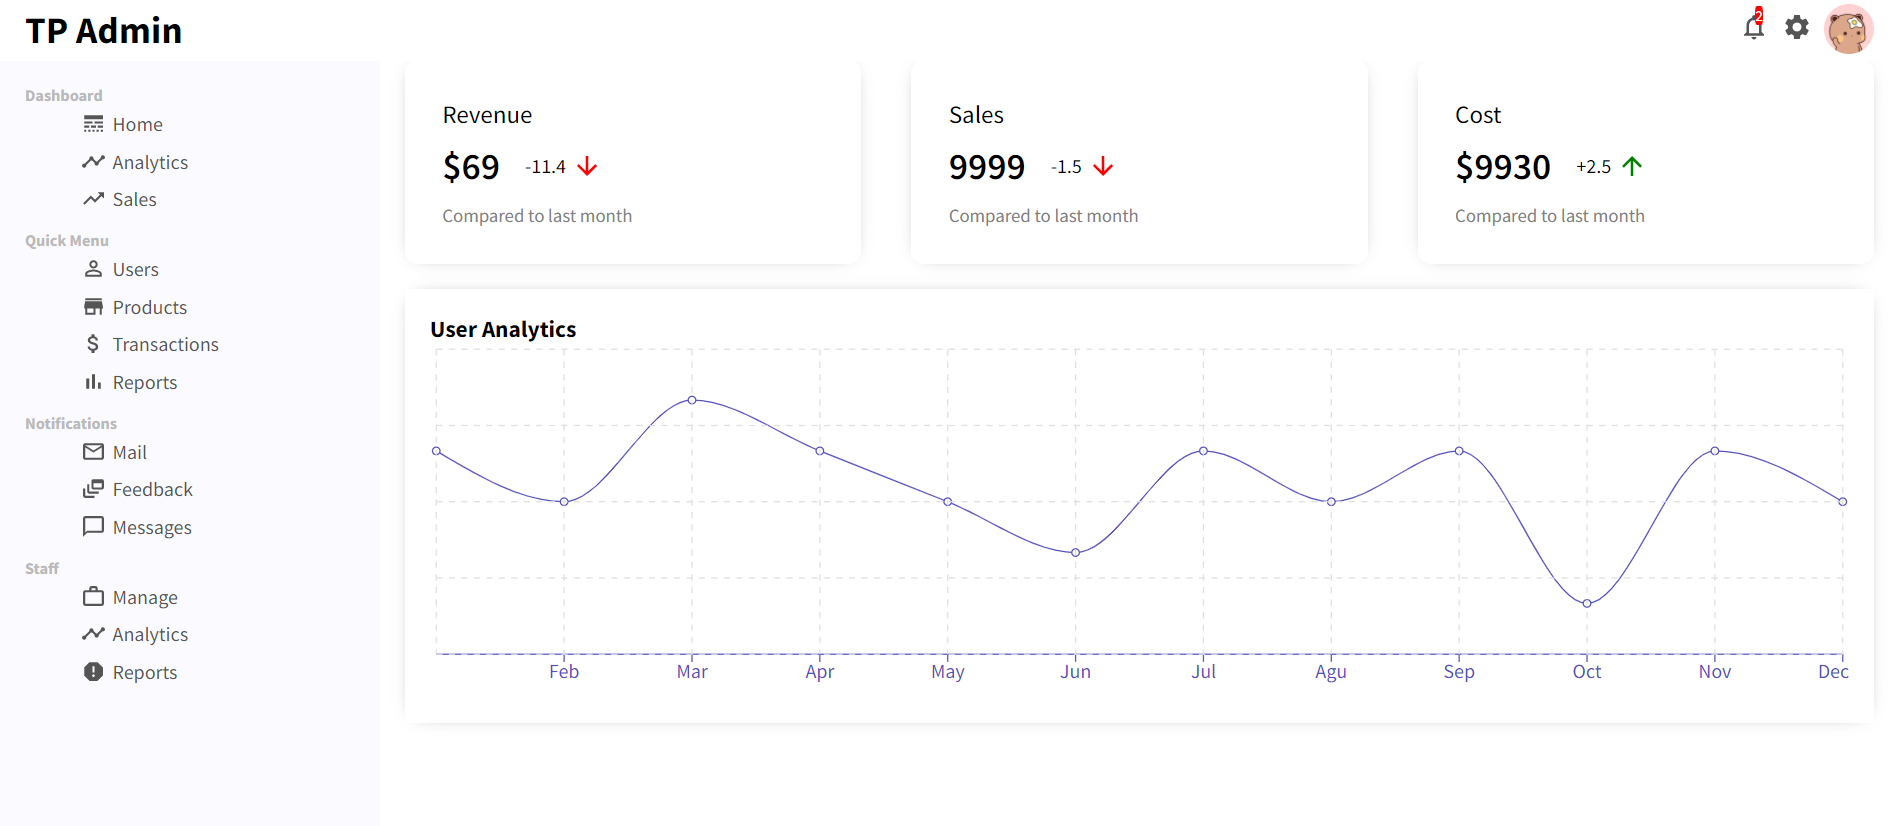 TP Admin
2
Dashboard
Home
Analytics
Sales
Quick Menu
Users
Products
Transactions
Reports
Notifications
Mail
Feedback
Messages
Staff
Manage
Analytics
Reports
Revenue
$69 -11.4
Compared to last month
Sales
9999 -1.5
Compared to last month
Cost
$9930 +2.5
Compared to last month
User Analytics
Feb Mar Apr May Jun Jul Agu Sep Oct Nov Dec